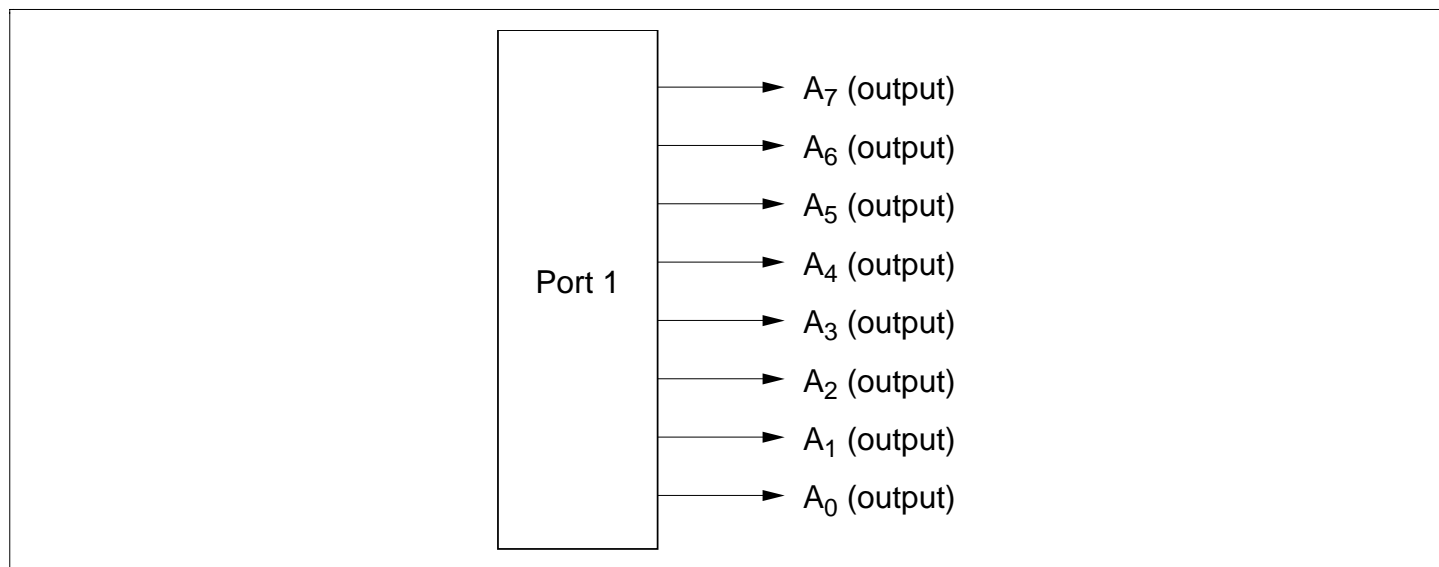 A7 (output)
A6 (output)
A5 (output)
A4 (output)
Port 1
A3 (output)
A2 (output)
A1 (output)
A0 (output)